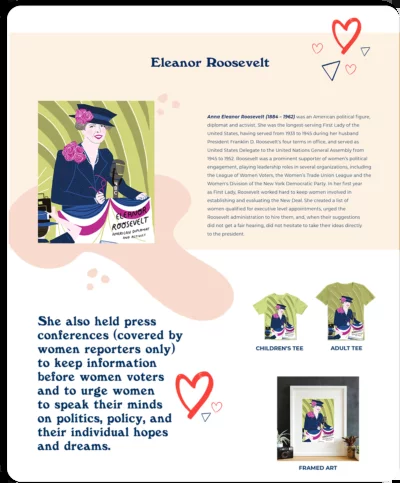 Eleanor Roosevelt
Anna Eleanor Roosevelt (1884 – 1962) was an American political figure,
diplomat and activist. She was the longest-serving First Lady of the
United States, having served from 1933 to 1945 during her husband
President Franklin D. Roosevelt's four terms in office, and served as
United States Delegate to the United Nations General Assembly from
1945 to 1952. Roosevelt was a prominent supporter of women's political
engagement, playing leadership roles in several organizations, including
the League of Women Voters, the Women's Trade Union League and the
Women's Division of the New York Democratic Party. In her first year
as First Lady, Roosevelt worked hard to keep women involved in
establishing and evaluating the New Deal. She created a list of
women qualified for executive level appointments, urged the
Roosevelt administration to hire them, and, when their suggestions
did not get a fair hearing, did not hesitate to take their ideas directly
to the president.
ELEANOR
ROOSEVELT
AMERICAN DIPLOMAT
AND ACTIVIST
She also held press
conferences (covered by
women reporters only)
to keep information
before women voters
and to urge women
to speak their minds
on politics, policy, and
their individual hopes
and dreams.
CHILDREN'S TEE
ADULT TEE
FRAMED ART